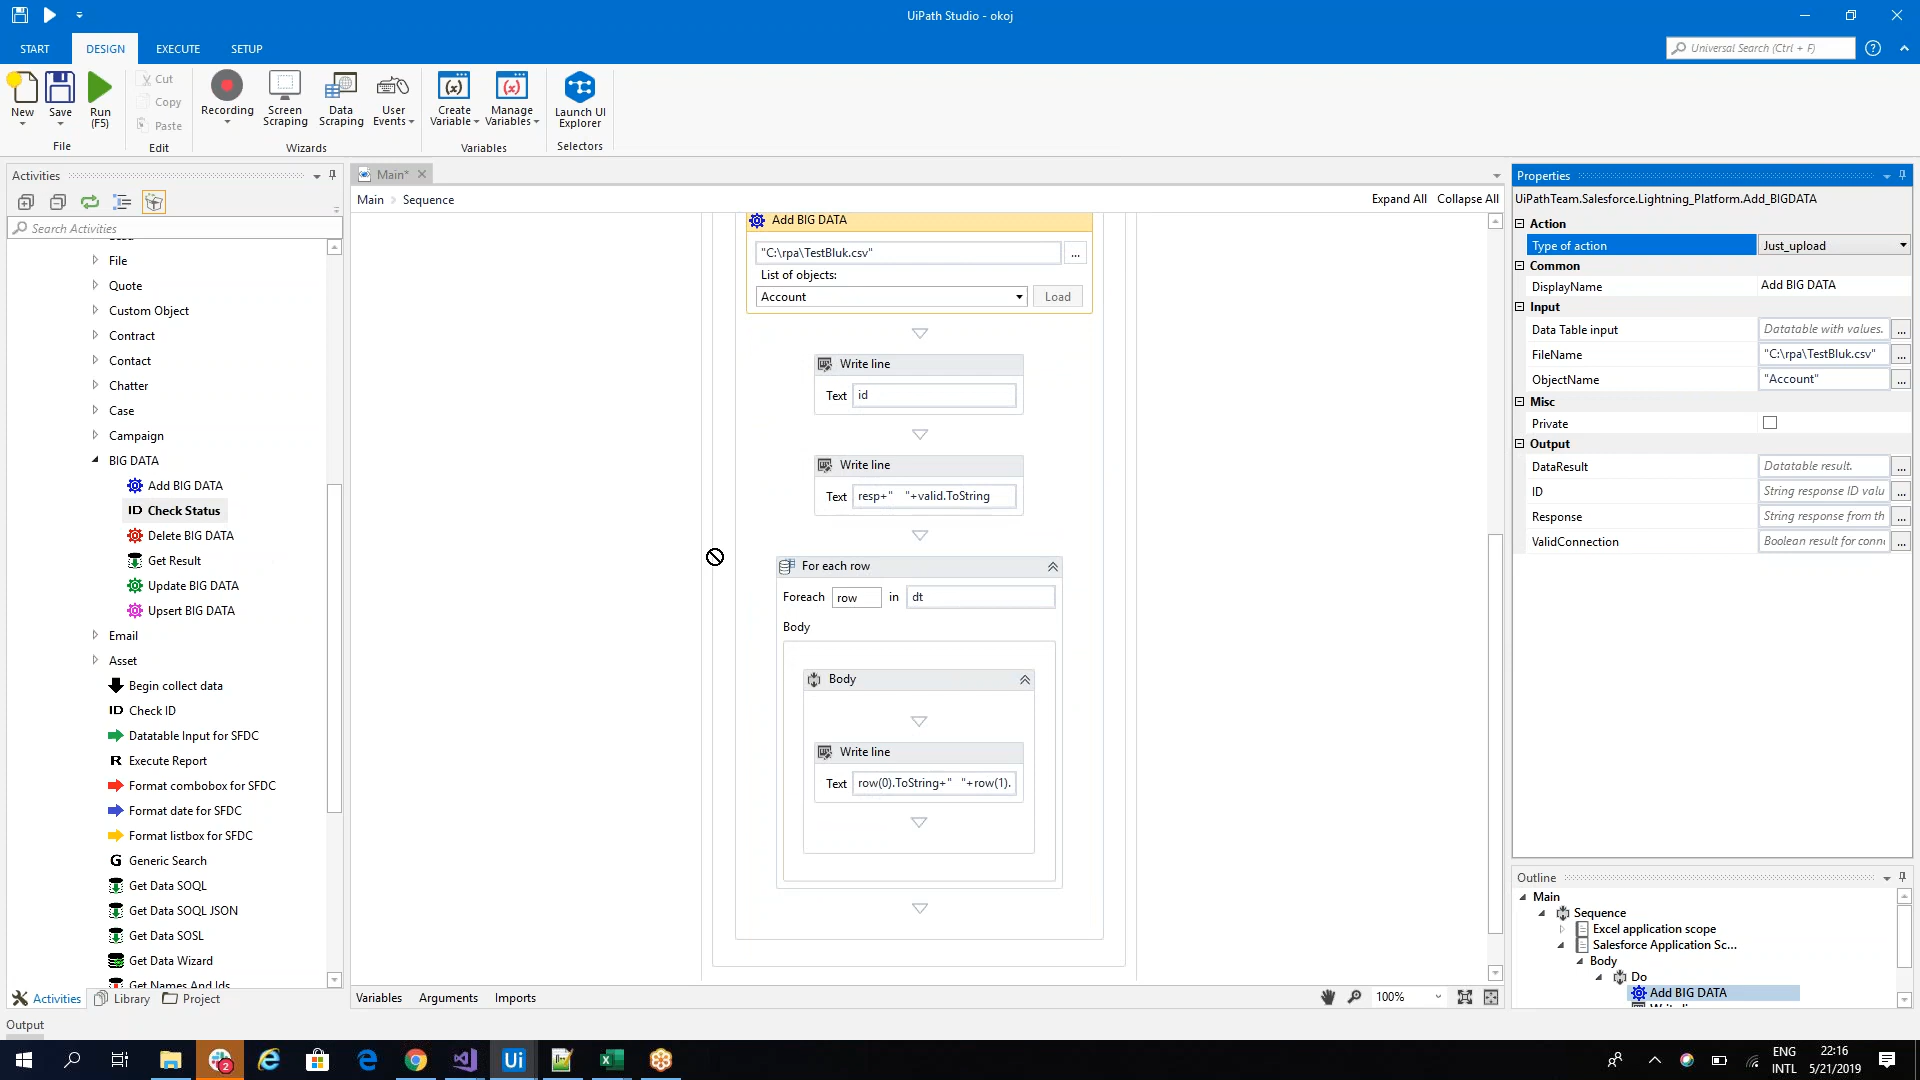 UiPath Studio - okoj
START DESIGN EXECUTE SETUP
Universal Search (Ctrl + F)
New Save Run (F5)
Cut
Copy
Paste
Recording Screen Scraping Data Scraping User Events
Create Variable Manage Variables Launch UI Explorer
File Edit Wizards Variables Selectors
Activities
Search Activities
File
Quote
Custom Object
Contract
Contact
Chatter
Case
Campaign
BIG DATA
Add BIG DATA
ID Check Status
Delete BIG DATA
Get Result
Update BIG DATA
Upsert BIG DATA
Email
Asset
Begin collect data
ID Check ID
Datatable Input for SFDC
R Execute Report
Format combobox for SFDC
Format date for SFDC
Format listbox for SFDC
G Generic Search
Get Data SOQL
Get Data SOQL JSON
Get Data SOSL
Get Data Wizard
Get Names And Ids
Activities Library Project
Main*
Main Sequence
Expand All Collapse All
Add BIG DATA
"C:\rpa\TestBluk.csv" ...
List of objects:
Account Load
Write line
Text id
Write line
Text resp+" "+valid.ToString
For each row
Foreach row in dt
Body
Body
Write line
Text row(0).ToString+" "+row(1).
Variables Arguments Imports
100%
Properties
UiPathTeam.Salesforce.Lightning_Platform.Add_BIGDATA
Action
Type of action Just_upload
Common
DisplayName Add BIG DATA
Input
Data Table input Datatable with values. ...
FileName "C:\rpa\TestBluk.csv" ...
ObjectName "Account" ...
Misc
Private
Output
DataResult Datatable result. ...
ID String response ID valu ...
Response String response from th ...
ValidConnection Boolean result for conn ...
Outline
Main
Sequence
Excel application scope
Salesforce Application Sc...
Body
Do
Add BIG DATA
Output
2
Ui
ENG
INTL
22:16
5/21/2019